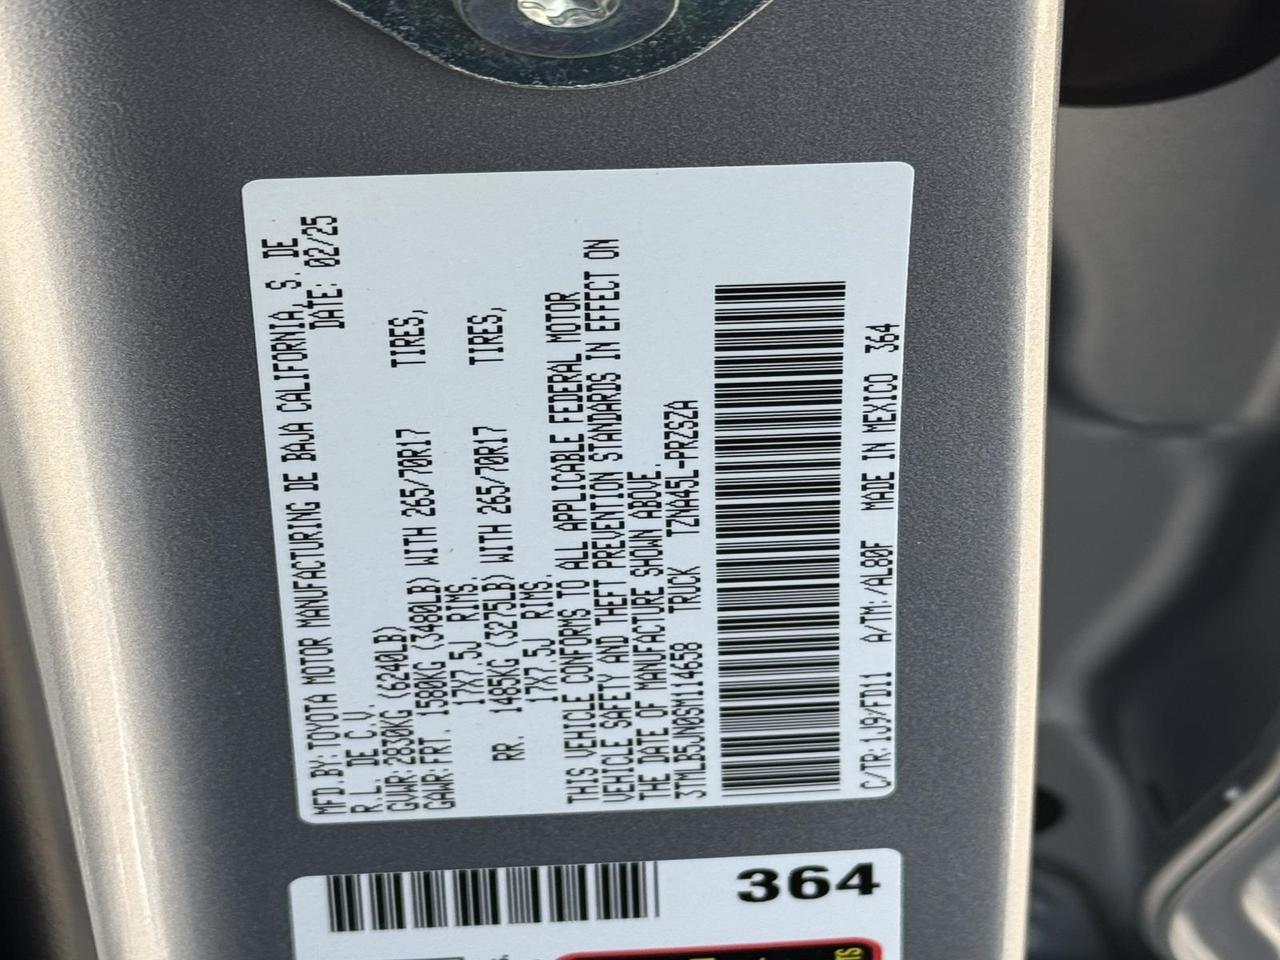 MFD.BY:TOYOTA MOTOR MANUFACTURING DE BAJA CALIFORNIA, S. DE
R.L. DE C.V. DATE: 02/25
GVWR:2830KG (6240LB)
GAWR:FRT. 1580KG (3480LB) WITH 265/70R17 TIRES,
17X7.5J RIMS.
RR. 1485KG (3275LB) WITH 265/70R17 TIRES,
17X7.5J RIMS.
THIS VEHICLE CONFORMS TO ALL APPLICABLE FEDERAL MOTOR
VEHICLE SAFETY AND THEFT PREVENTION STANDARDS IN EFFECT ON
THE DATE OF MANUFACTURE SHOWN ABOVE.
3TMLB5JN0SM114658 TRUCK TZNA45L-PRZSZA
C/TR:1J9/FD11 A/TM:/AL80F MADE IN MEXICO 364
364